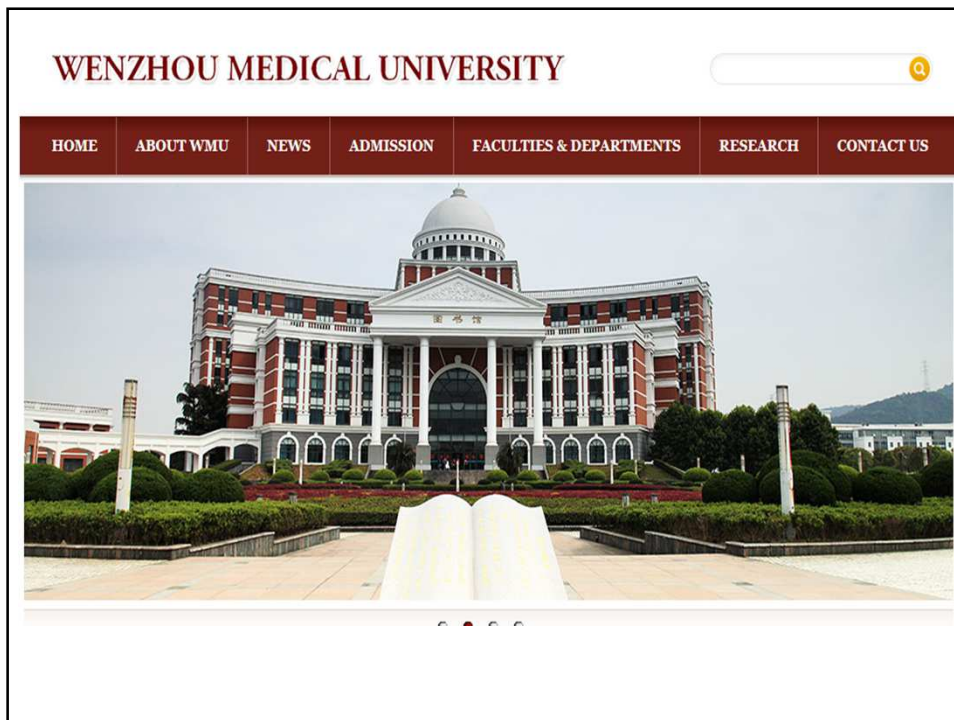 WENZHOU MEDICAL UNIVERSITY
HOME ABOUT WMU NEWS ADMISSION FACULTIES & DEPARTMENTS RESEARCH CONTACT US
图书馆